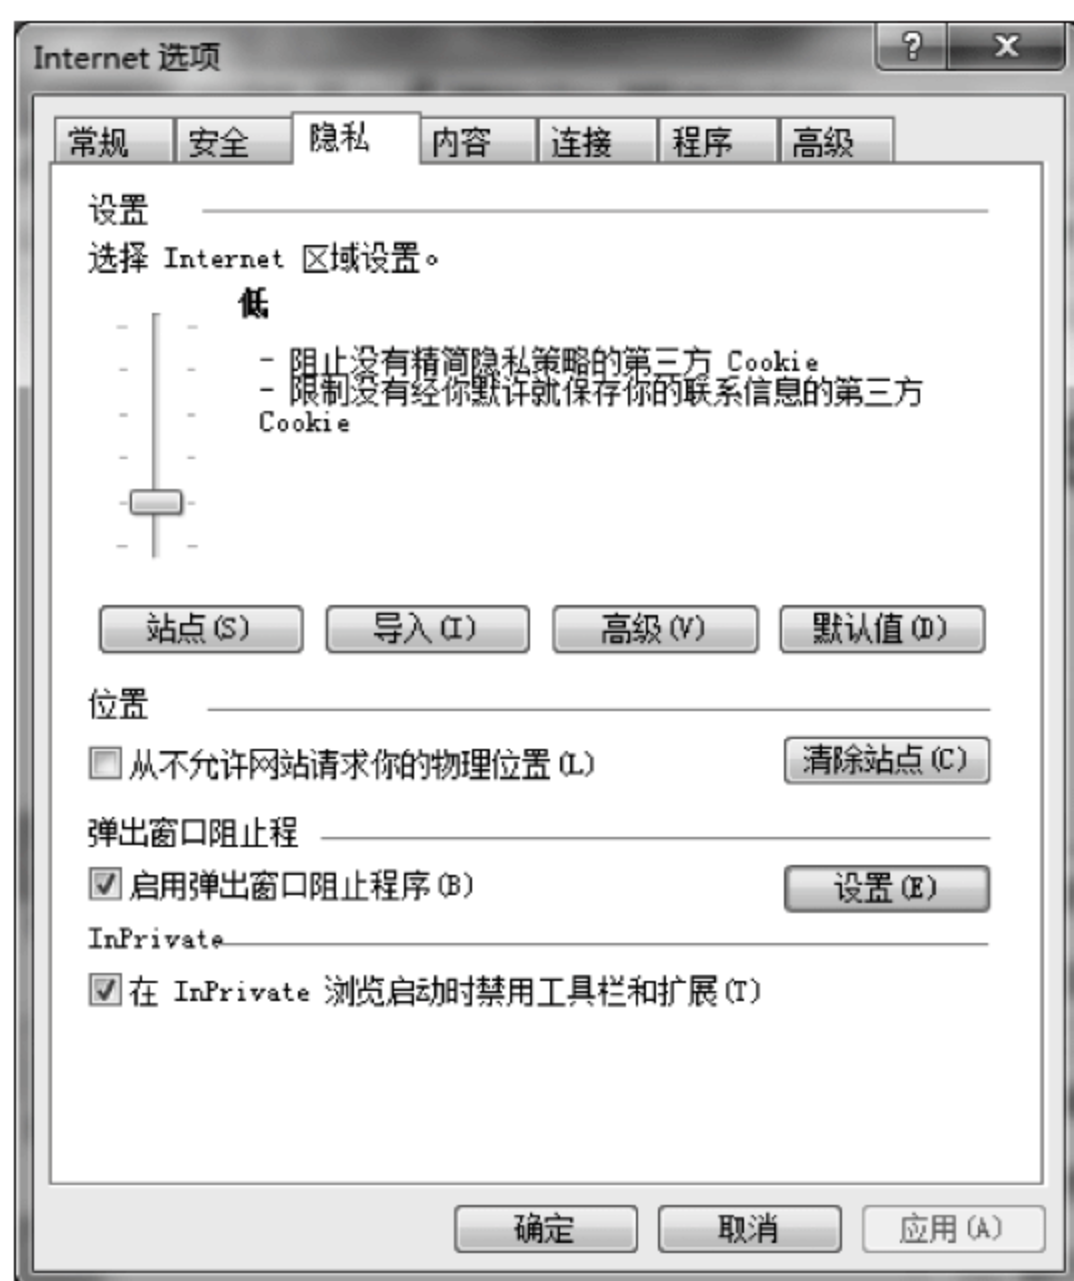 Internet 选项
? x
常规 安全 隐私 内容 连接 程序 高级
设置
选择 Internet 区域设置。
低
- 阻止没有精简隐私策略的第三方 Cookie
- 限制没有经你默许就保存你的联系信息的第三方
Cookie
站点(S) 导入(I) 高级(V) 默认值(D)
位置
从不允许网站请求你的物理位置(L) 清除站点(C)
弹出窗口阻止程
启用弹出窗口阻止程序(B) 设置(E)
InPrivate
在 InPrivate 浏览启动时禁用工具栏和扩展(T)
确定 取消 应用(A)